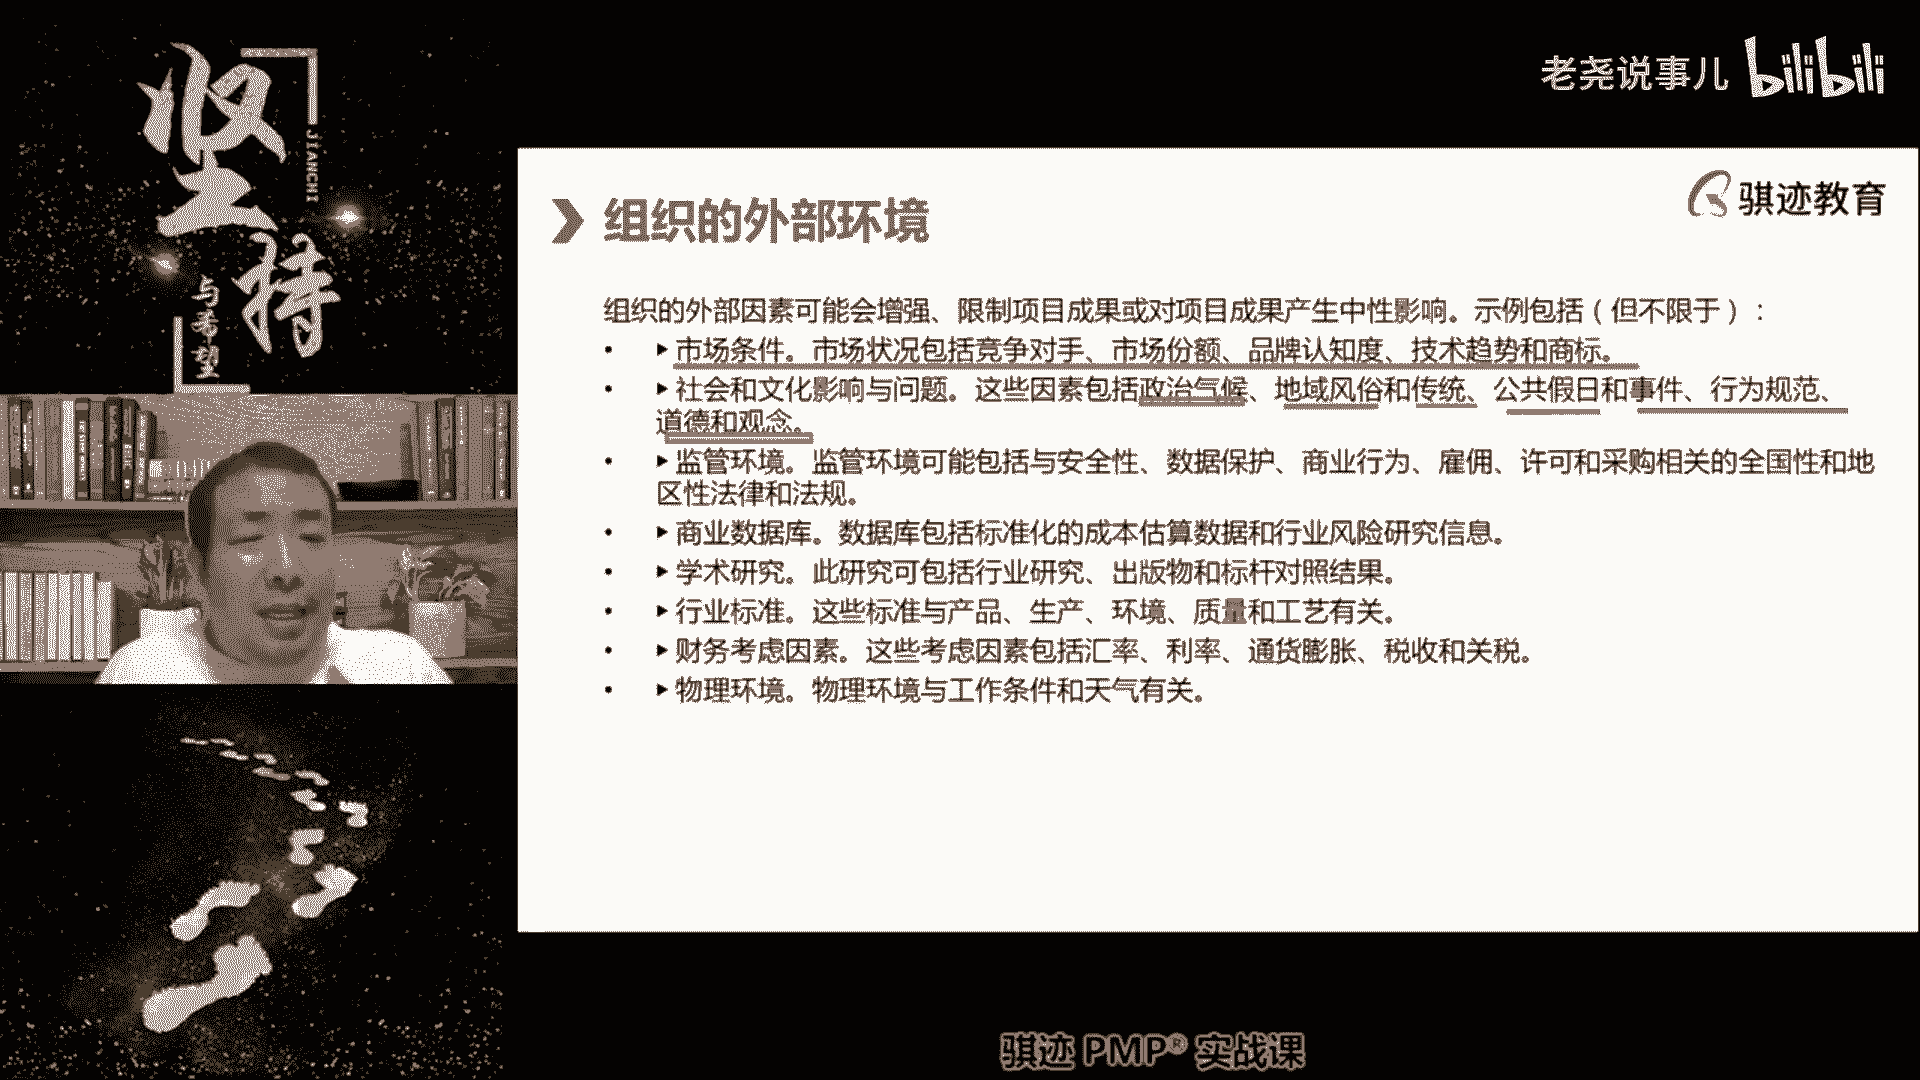 坚持
JIANCHI
与希望
老尧说事儿 bilibili
骐迹教育
组织的外部环境
组织的外部因素可能会增强、限制项目成果或对项目成果产生中性影响。示例包括（但不限于）：
• ▶ 市场条件。市场状况包括竞争对手、市场份额、品牌认知度、技术趋势和商标。
• ▶ 社会和文化影响与问题。这些因素包括政治气候、地域风俗和传统、公共假日和事件、行为规范、
道德和观念。
• ▶ 监管环境。监管环境可能包括与安全性、数据保护、商业行为、雇佣、许可和采购相关的全国性和地
区性法律和法规。
• ▶ 商业数据库。数据库包括标准化的成本估算数据和行业风险研究信息。
• ▶ 学术研究。此研究可包括行业研究、出版物和标杆对照结果。
• ▶ 行业标准。这些标准与产品、生产、环境、质量和工艺有关。
• ▶ 财务考虑因素。这些考虑因素包括汇率、利率、通货膨胀、税收和关税。
• ▶ 物理环境。物理环境与工作条件和天气有关。
骐迹 PMP® 实战课